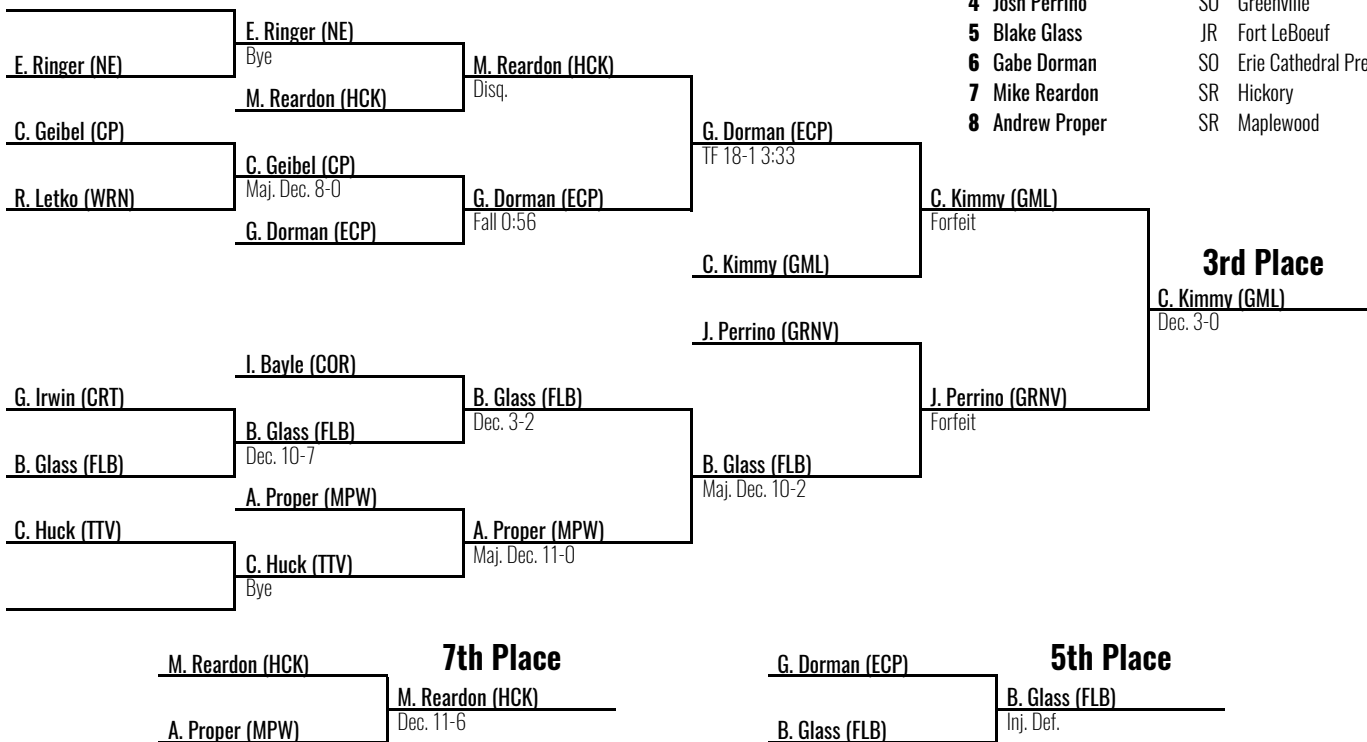 4 Josh Perrino SO Greenville
5 Blake Glass JR Fort LeBoeuf
6 Gabe Dorman SO Erie Cathedral Pre
7 Mike Reardon SR Hickory
8 Andrew Proper SR Maplewood
E. Ringer (NE)
E. Ringer (NE)
Bye
M. Reardon (HCK)
M. Reardon (HCK)
Disq.
C. Geibel (CP)
R. Letko (WRN)
C. Geibel (CP)
Maj. Dec. 8-0
G. Dorman (ECP)
G. Dorman (ECP)
Fall 0:56
G. Dorman (ECP)
TF 18-1 3:33
C. Kimmy (GML)
C. Kimmy (GML)
Forfeit
3rd Place
C. Kimmy (GML)
Dec. 3-0
J. Perrino (GRNV)
J. Perrino (GRNV)
Forfeit
I. Bayle (COR)
G. Irwin (CRT)
B. Glass (FLB)
B. Glass (FLB)
Dec. 10-7
B. Glass (FLB)
Dec. 3-2
B. Glass (FLB)
Maj. Dec. 10-2
A. Proper (MPW)
C. Huck (TTV)
C. Huck (TTV)
Bye
A. Proper (MPW)
Maj. Dec. 11-0
7th Place
M. Reardon (HCK)
A. Proper (MPW)
M. Reardon (HCK)
Dec. 11-6
5th Place
G. Dorman (ECP)
B. Glass (FLB)
B. Glass (FLB)
Inj. Def.